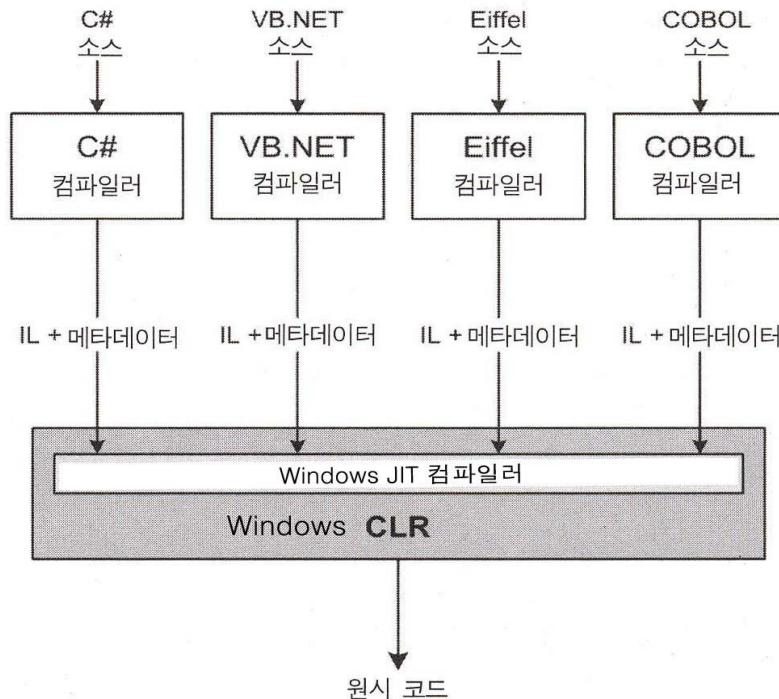 C#
소스
VB.NET
소스
Eiffel
소스
COBOL
소스
C#
컴파일러
VB.NET
컴파일러
Eiffel
컴파일러
COBOL
컴파일러
IL + 메타데이터
IL + 메타데이터
IL + 메타데이터
IL + 메타데이터
Windows JIT 컴파일러
Windows CLR
원시 코드